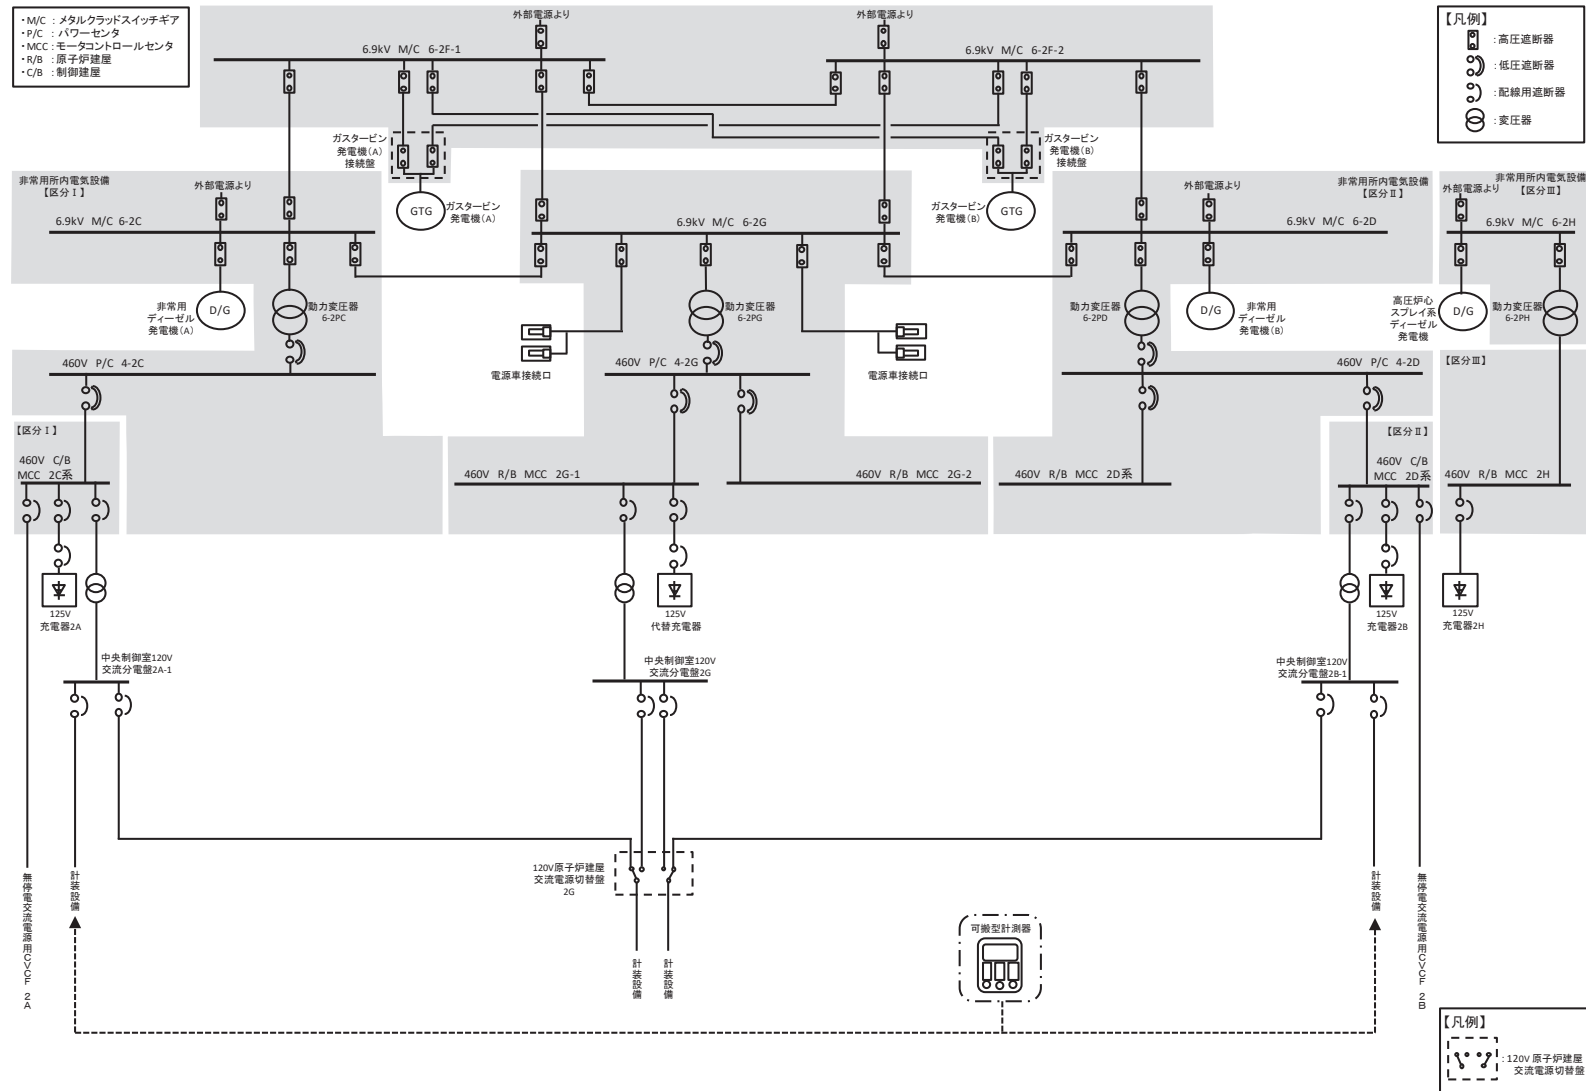 ・M/C ：メタルクラッドスイッチギア
・P/C ：パワーセンタ
・MCC：モータコントロールセンタ
・R/B ：原子炉建屋
・C/B ：制御建屋
外部電源より
外部電源より
6.9kV M/C 6-2F-1
6.9kV M/C 6-2F-2
【凡例】
：高圧遮断器
：低圧遮断器
：配線用遮断器
：変圧器
ガスタービン
発電機(A)
接続盤
ガスタービン
発電機(B)
接続盤
非常用所内電気設備
【区分Ⅰ】
外部電源より
6.9kV M/C 6-2C
GTG
ガスタービン
発電機(A)
6.9kV M/C 6-2G
ガスタービン
発電機(B)
GTG
外部電源より
非常用所内電気設備
【区分Ⅱ】
6.9kV M/C 6-2D
非常用所内電気設備
【区分Ⅲ】
外部電源より
6.9kV M/C 6-2H
非常用
ディーゼル
発電機(A)
D/G
動力変圧器
6-2PC
動力変圧器
6-2PG
動力変圧器
6-2PD
D/G
非常用
ディーゼル
発電機(B)
高圧炉心
スプレイ系
ディーゼル
発電機
D/G
動力変圧器
6-2PH
460V P/C 4-2C
電源車接続口
460V P/C 4-2G
電源車接続口
460V P/C 4-2D
【区分Ⅲ】
【区分Ⅰ】
460V C/B
MCC 2C系
460V R/B MCC 2G-1
460V R/B MCC 2G-2
460V R/B MCC 2D系
【区分Ⅱ】
460V C/B
MCC 2D系
460V R/B MCC 2H
125V
充電器2A
125V
代替充電器
125V
充電器2B
125V
充電器2H
中央制御室120V
交流分電盤2A-1
中央制御室120V
交流分電盤2G
中央制御室120V
交流分電盤2B-1
120V原子炉建屋
交流電源切替盤
2G
無停電交流電源用CVCF 2A
計装設備
計装設備
計装設備
可搬型計測器
計装設備
無停電交流電源用CVCF 2B
【凡例】
：120V 原子炉建屋
交流電源切替盤